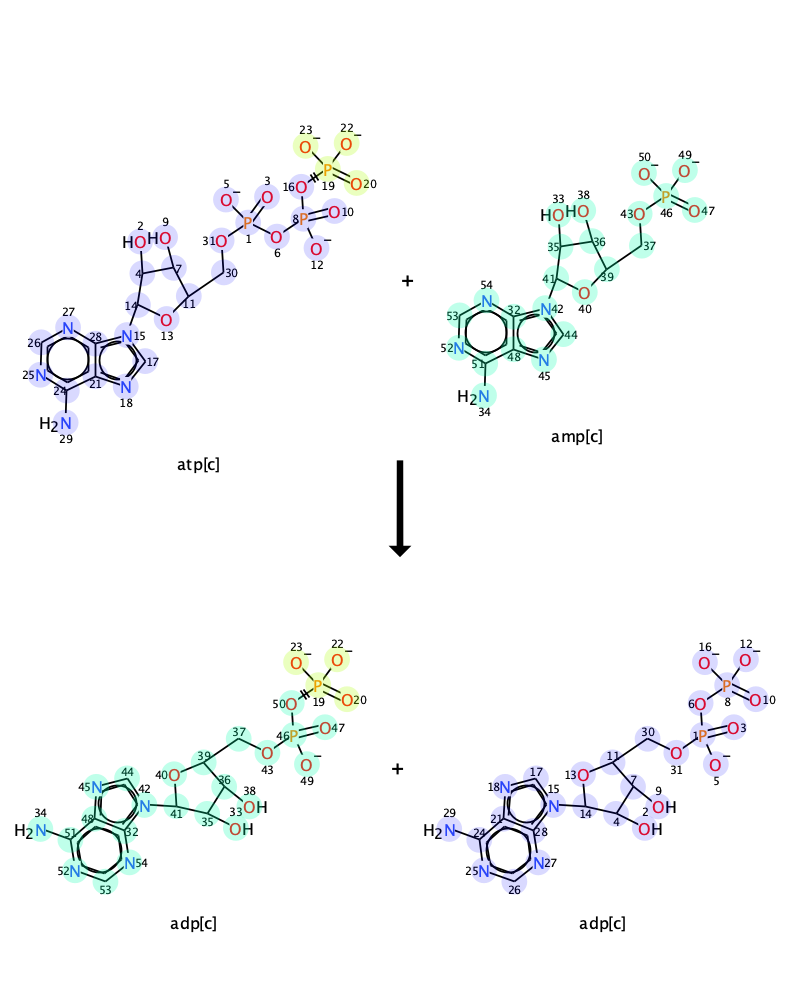 23 − 22 −
5 − 3 O O
O O 16 O P O 20
2 9 P 8 P O 10
HO HO 31 O 1 O 6 O − 12
4 7 30
14 11
27 O 13
N 28 N 15
26 17
25 N 21 N 18
24
H2N
29
atp[c]
+
50 − 49 −
33 38 O O
HO HO 43 O P 46 O 47
35 36 37
41 39
54 O 40
N 32 N 42
53 44
52 N 48 N 45
51
H2N
34
amp[c]
23 − 22 −
O O
50 O P 19 O 20
37 46 P O 47
39 O 43 O − 49
44 40 O 36
45 N 42 N 38 OH
34 48 41 35 33 OH
H2N 51 32
52 N N 54
53
adp[c]
+
16 − 12 −
O O
6 O P 8 O 10
30 1 P O 3
11 O 31 O − 5
17 13 O 7
18 N 15 N 9 OH
29 21 14 4 2 OH
H2N 24 28
25 N N 27
26
adp[c]